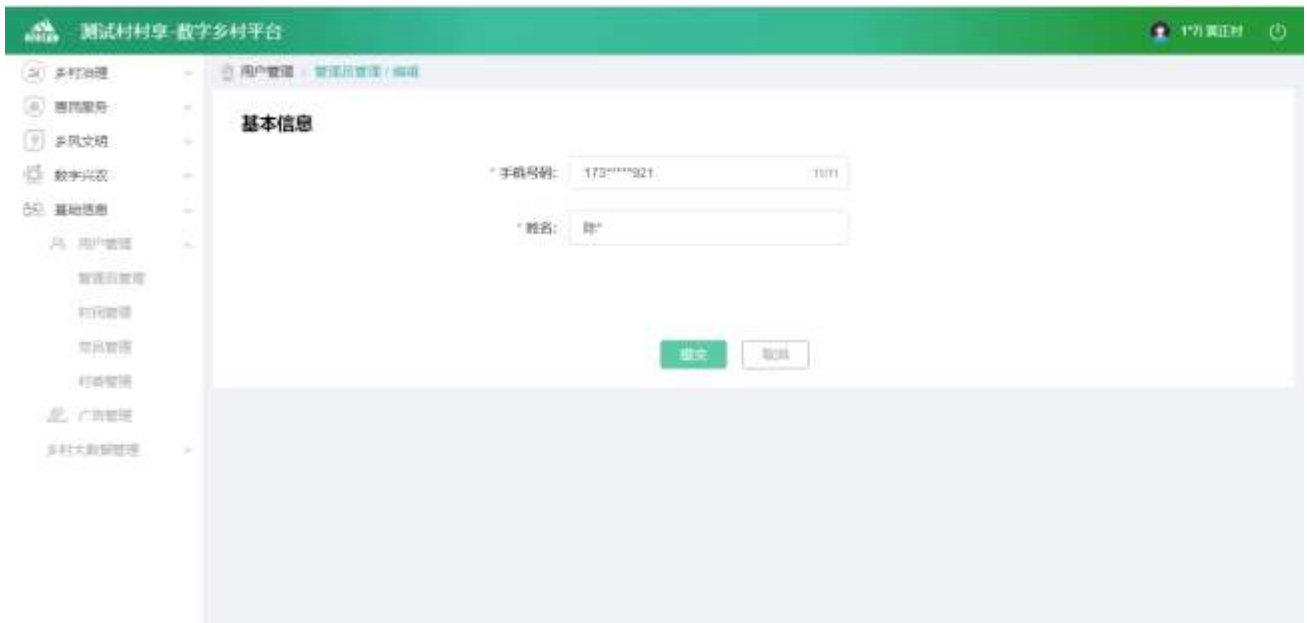 测试村村享-数字乡村平台
乡村治理
惠民服务
乡风文明
数字兴农
基础信息
用户管理
管理员管理
村民管理
党员管理
村委管理
广告管理
乡村大数据管理
用户管理 / 管理员管理 / 编辑
基本信息
* 手机号码: 173*****921 11/11
* 姓名: 陈*
提交 取消